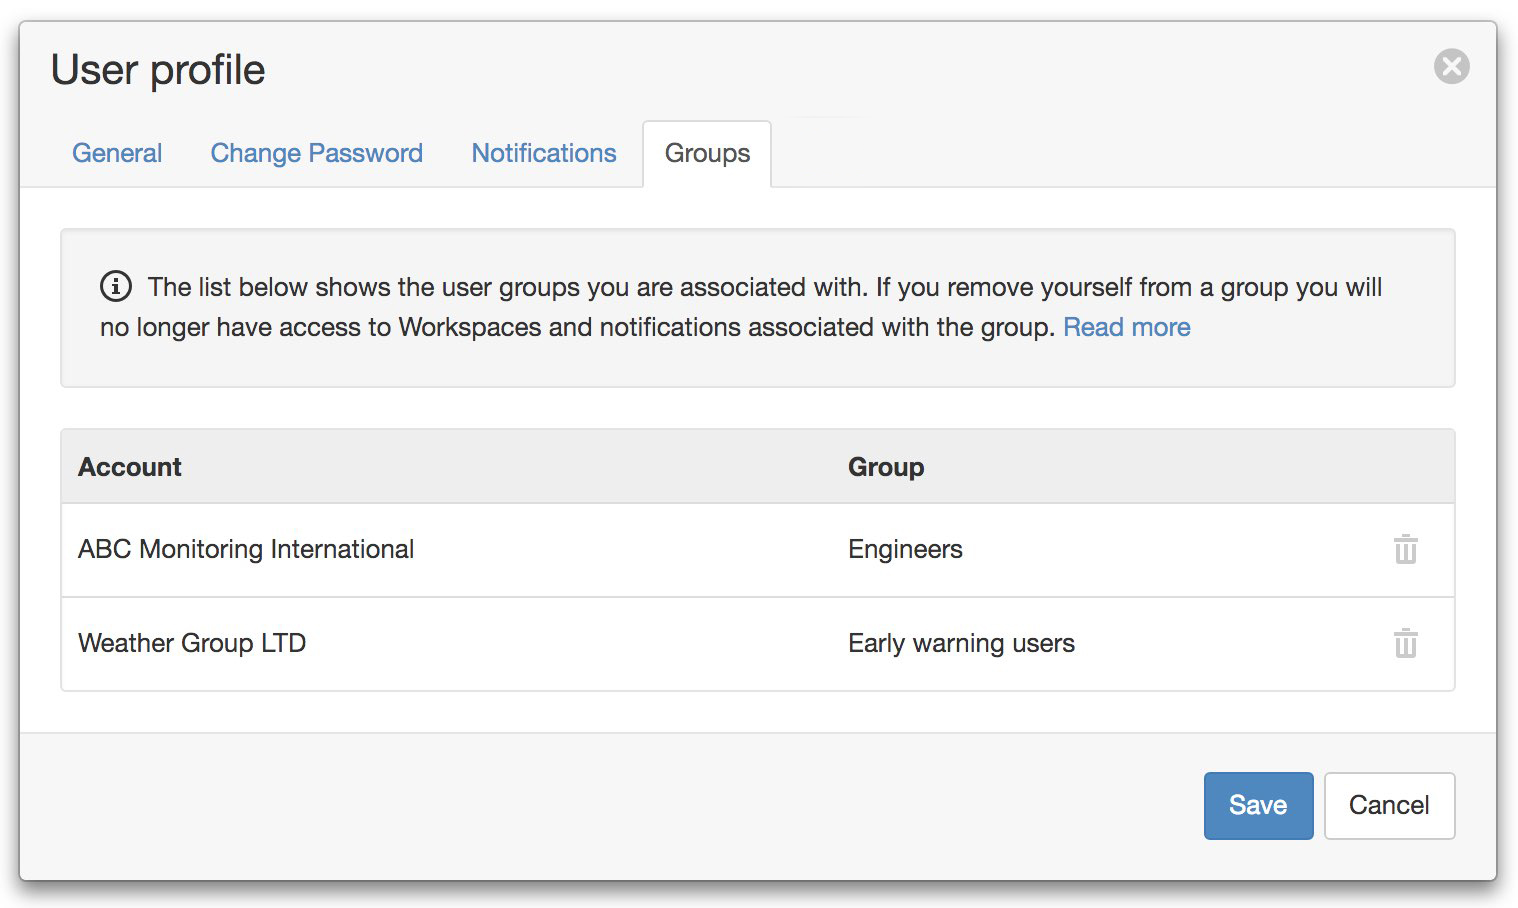 User profile
General Change Password Notifications Groups
The list below shows the user groups you are associated with. If you remove yourself from a group you will
no longer have access to Workspaces and notifications associated with the group. Read more
Account Group
ABC Monitoring International Engineers
Weather Group LTD Early warning users
Save Cancel